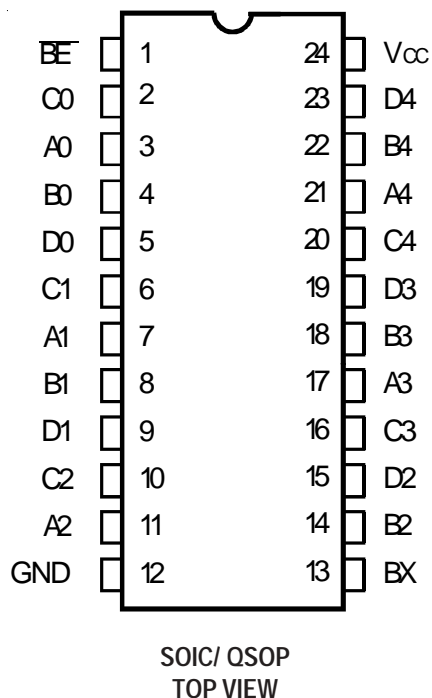 B̅E̅ 1 24 Vcc
C0 2 23 D4
A0 3 22 B4
B0 4 21 A4
D0 5 20 C4
C1 6 19 D3
A1 7 18 B3
B1 8 17 A3
D1 9 16 C3
C2 10 15 D2
A2 11 14 B2
GND 12 13 BX
SOIC/ QSOP
TOP VIEW